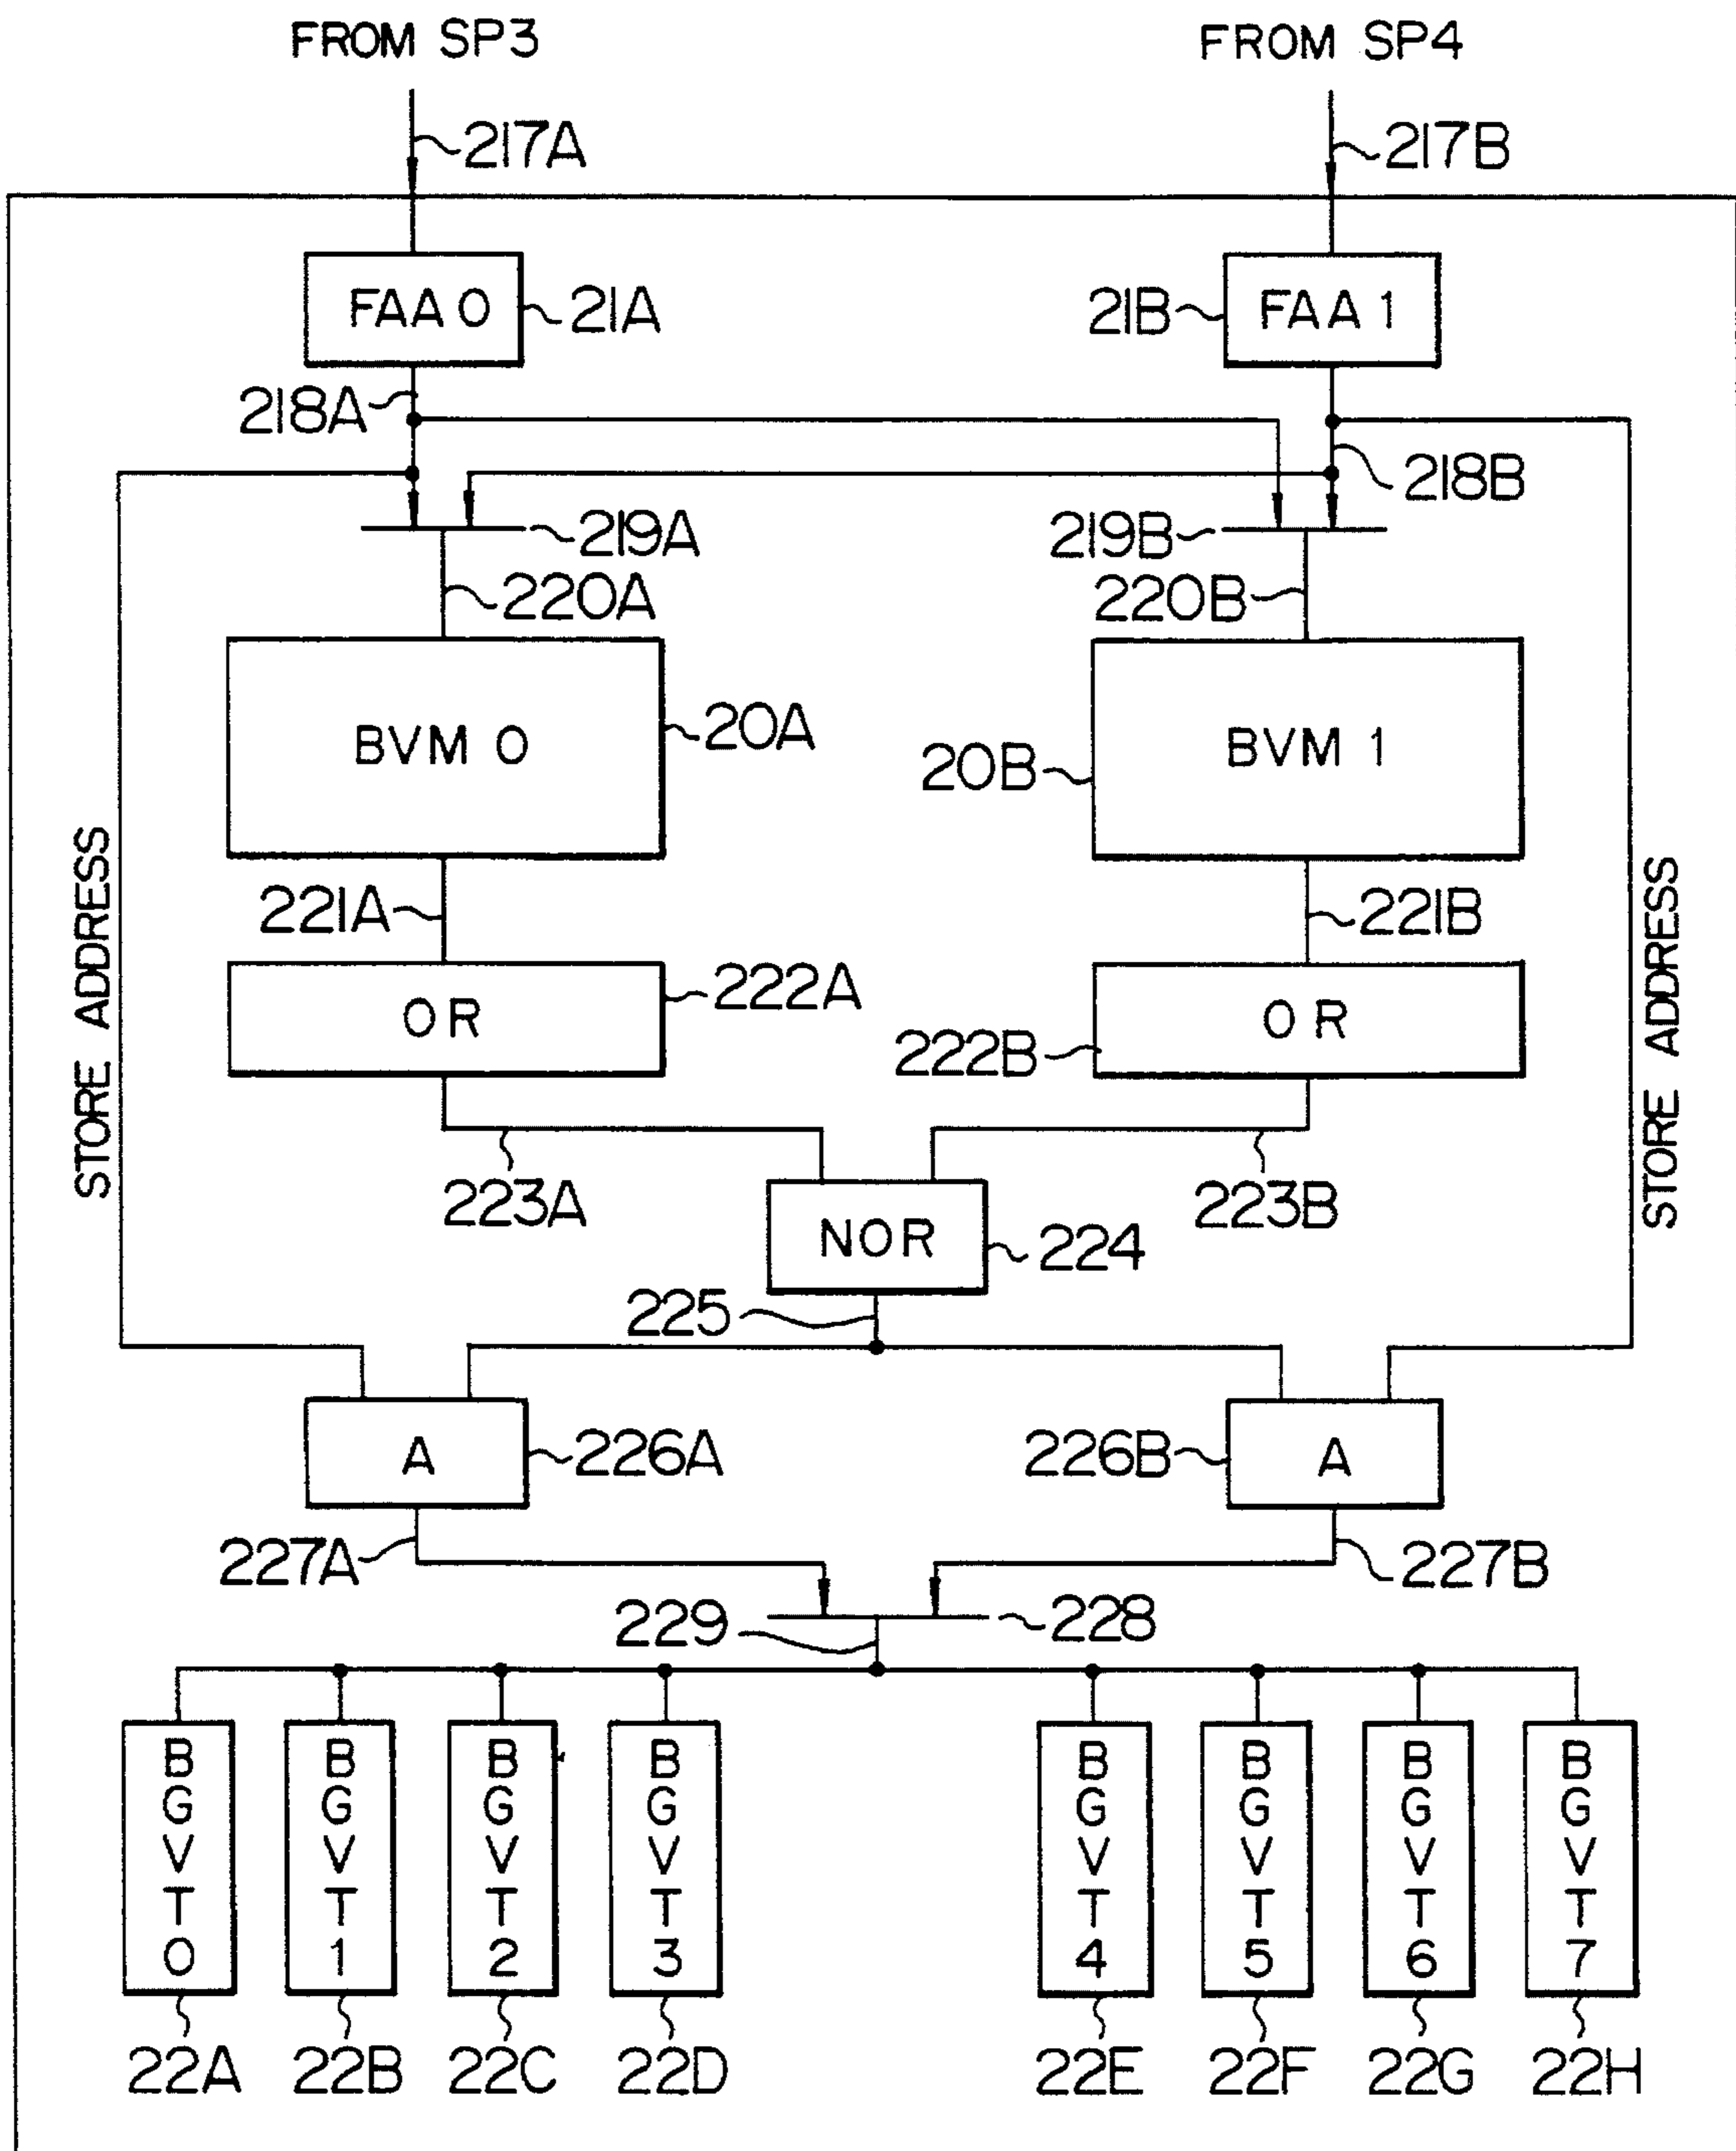 FROM SP3
FROM SP4
217A
217B
FAA 0
21A
21B
FAA 1
218A
218B
219A
219B
220A
220B
BVM 0
20A
20B
BVM 1
STORE ADDRESS
STORE ADDRESS
221A
221B
OR
222A
222B
OR
223A
223B
NOR
224
225
A
226A
226B
A
227A
227B
229
228
BGVT0
BGVT1
BGVT2
BGVT3
BGVT4
BGVT5
BGVT6
BGVT7
22A
22B
22C
22D
22E
22F
22G
22H